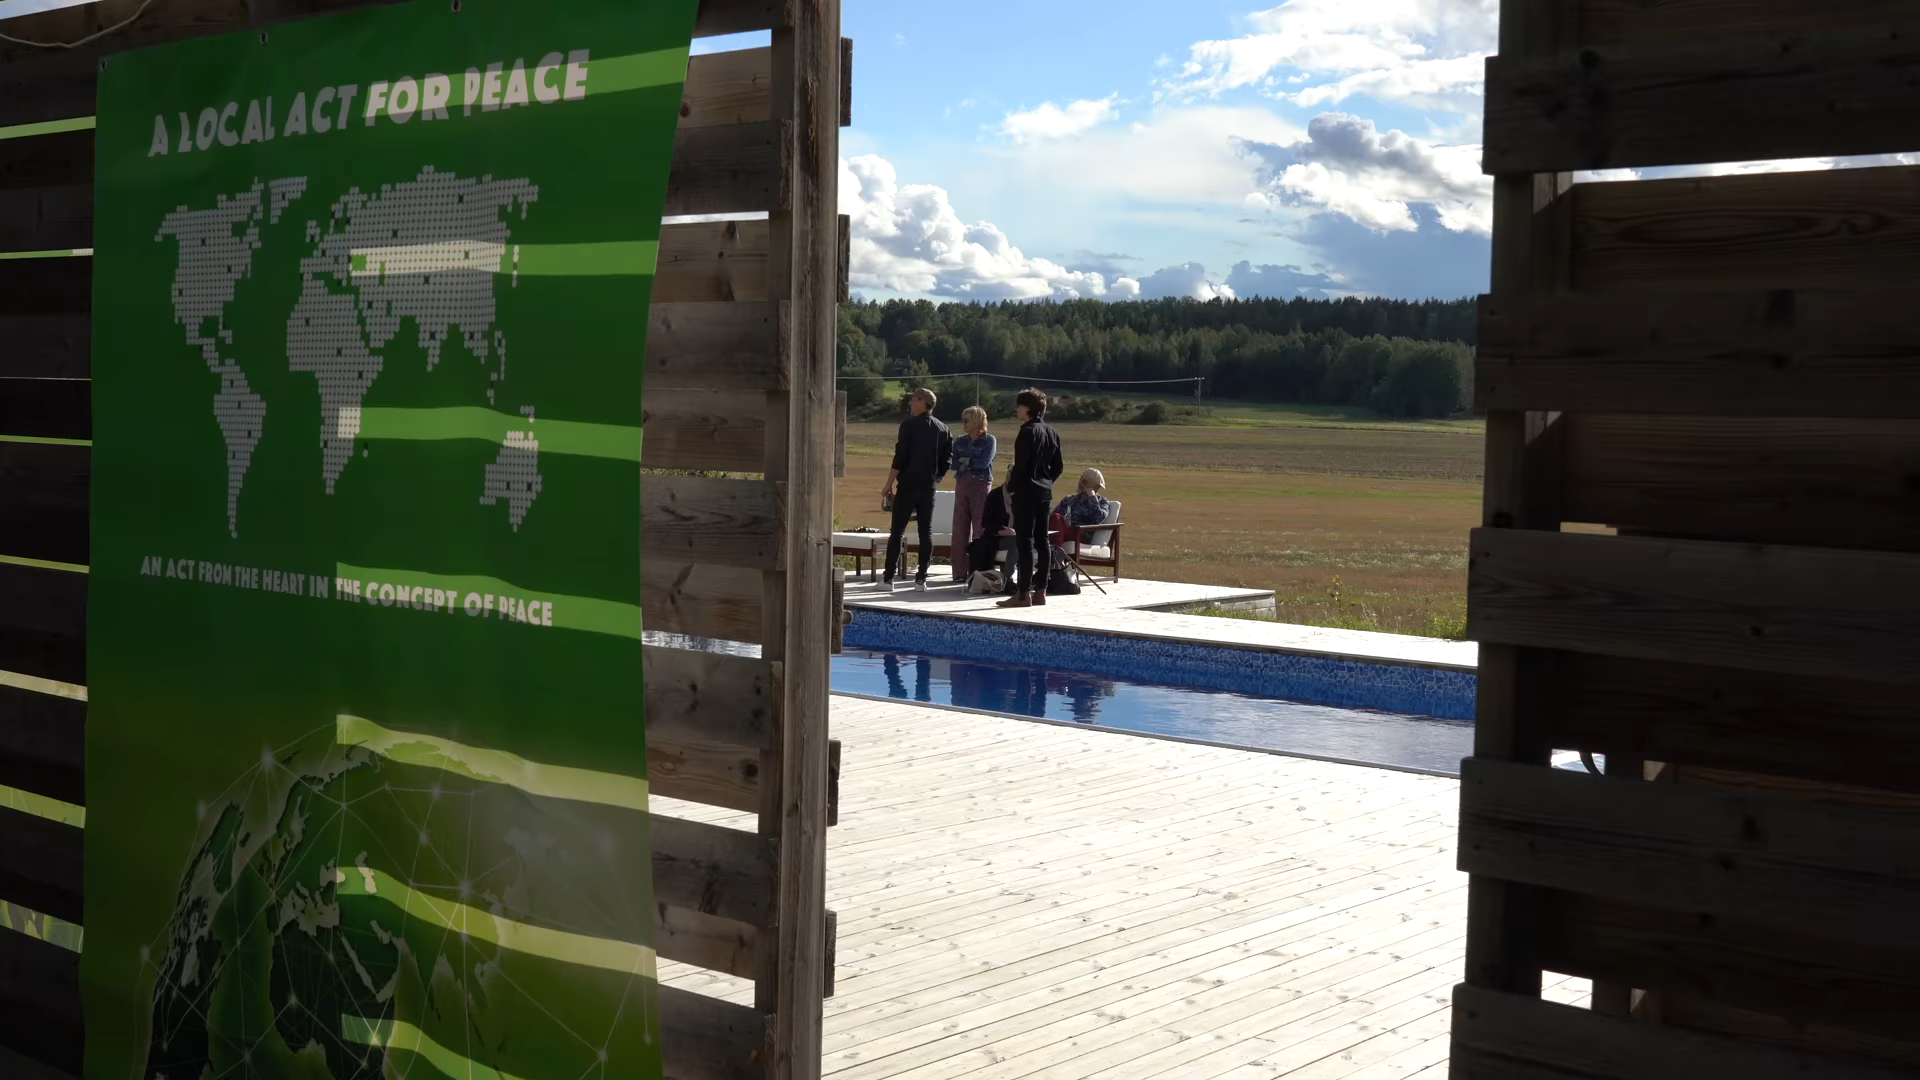 A LOCAL ACT FOR PEACE
AN ACT FROM THE HEART IN THE CONCEPT OF PEACE